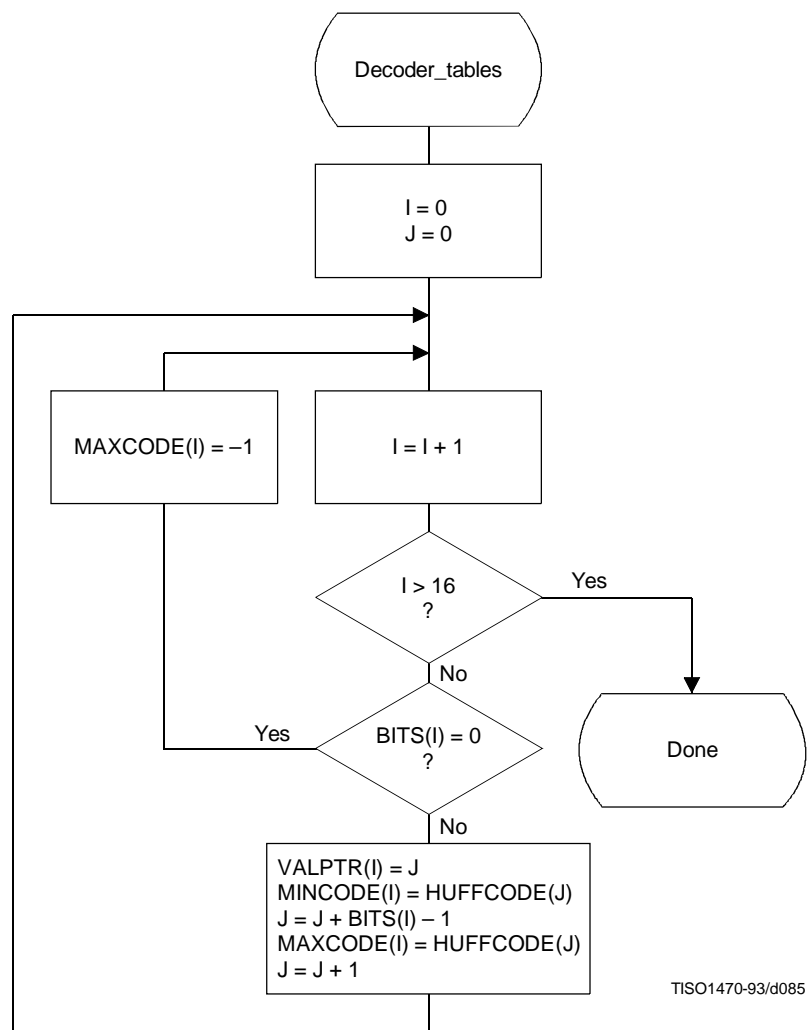 Decoder_tables
I = 0
J = 0
MAXCODE(I) = –1
I = I + 1
I > 16
?
Yes
No
Yes
BITS(I) = 0
?
Done
No
VALPTR(I) = J
MINCODE(I) = HUFFCODE(J)
J = J + BITS(I) – 1
MAXCODE(I) = HUFFCODE(J)
J = J + 1
TISO1470-93/d085